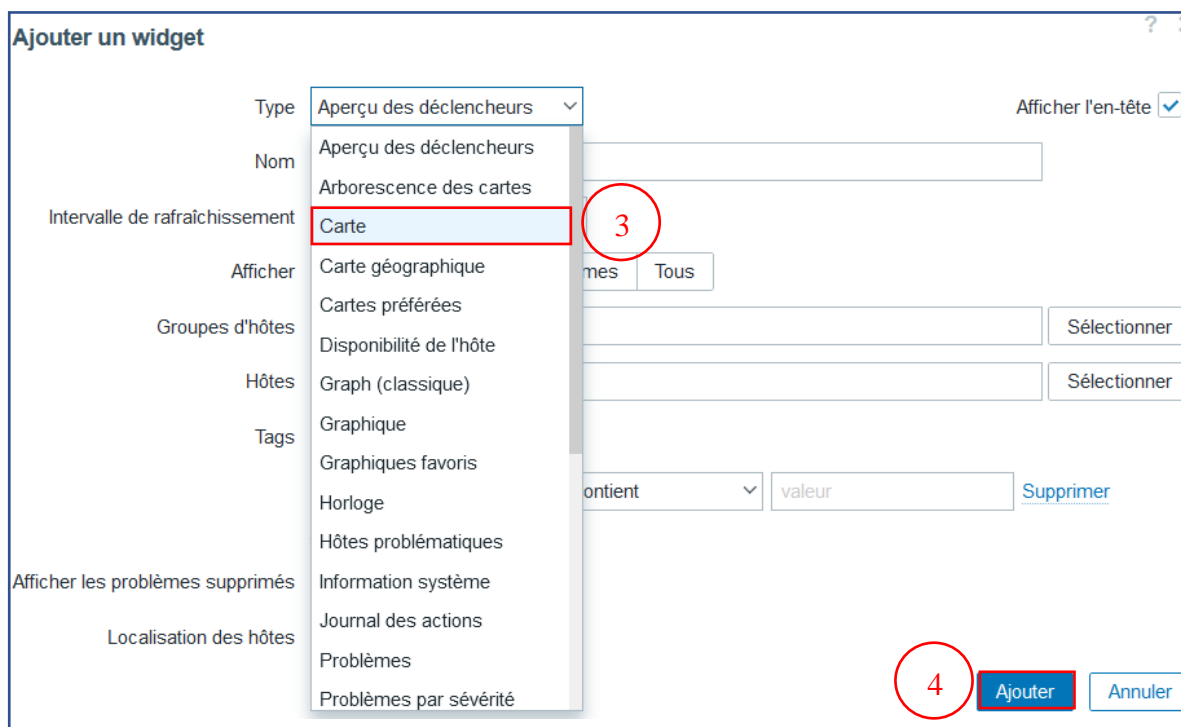 ?
Ajouter un widget
Type Aperçu des déclencheurs Afficher l'en-tête
Aperçu des déclencheurs
Nom
Arborescence des cartes
Intervalle de rafraîchissement
Carte 3
Afficher Carte géographique mes Tous
Cartes préférées
Groupes d'hôtes Sélectionner
Disponibilité de l'hôte
Hôtes Graph (classique) Sélectionner
Graphique
Tags
Graphiques favoris
Horloge ontient valeur Supprimer
Hôtes problématiques
Afficher les problèmes supprimés Information système
Journal des actions
Localisation des hôtes
Problèmes
Problèmes par sévérité 4 Ajouter Annuler